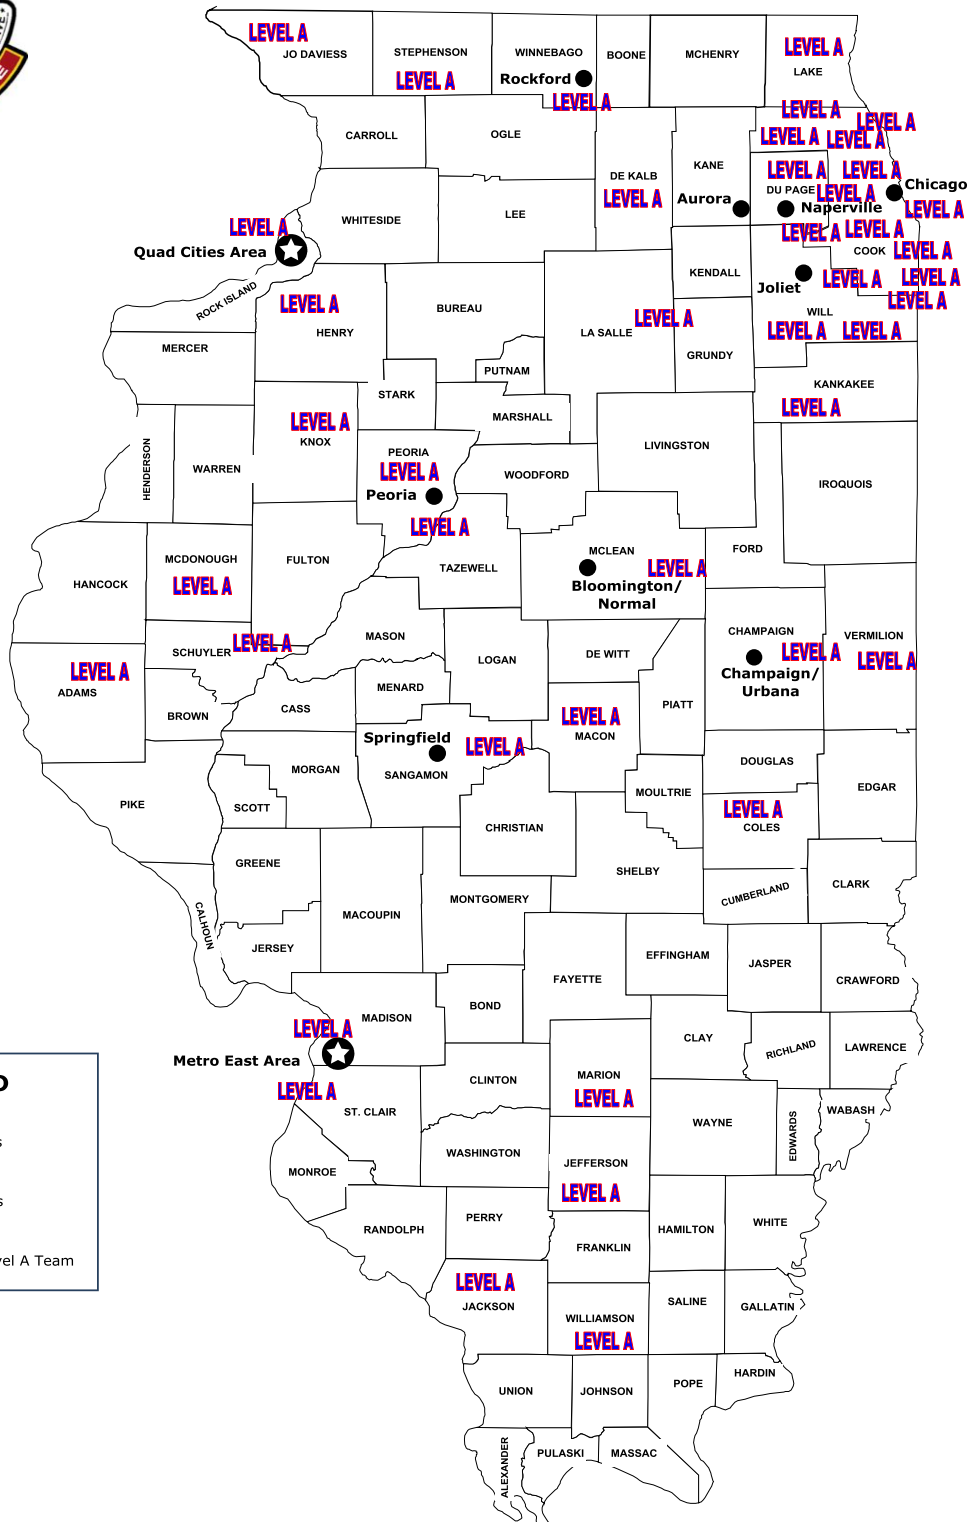 LEVEL A
JO DAVIESS
STEPHENSON
LEVEL A
WINNEBAGO
Rockford
LEVEL A
BOONE
MCHENRY
LEVEL A
LAKE
LEVEL A
LEVEL A
LEVEL A
LEVEL A
CARROLL
OGLE
DE KALB
LEVEL A
KANE
Aurora
LEVEL A
LEVEL A
DU PAGE
LEVEL A
Naperville
Chicago
LEVEL A
LEVEL A
LEVEL A
COOK
LEVEL A
LEVEL A
LEVEL A
LEVEL A
LEVEL A
Quad Cities Area
WHITESIDE
LEE
KENDALL
Joliet
WILL
LEVEL A
LEVEL A
ROCK ISLAND
LEVEL A
HENRY
BUREAU
LA SALLE
LEVEL A
GRUNDY
MERCER
PUTNAM
STARK
MARSHALL
KANKAKEE
LEVEL A
LEVEL A
KNOX
HENDERSON
WARREN
PEORIA
LEVEL A
Peoria
LEVEL A
WOODFORD
LIVINGSTON
IROQUOIS
MCDONOUGH
LEVEL A
HANCOCK
FULTON
TAZEWELL
MCLEAN
LEVEL A
Bloomington/
Normal
FORD
SCHUYLER
LEVEL A
MASON
LOGAN
DE WITT
CHAMPAIGN
LEVEL A
Champaign/
Urbana
VERMILION
LEVEL A
LEVEL A
ADAMS
BROWN
CASS
MENARD
PIATT
LEVEL A
MACON
Springfield
LEVEL A
SANGAMON
MORGAN
SCOTT
PIKE
DOUGLAS
EDGAR
MOULTRIE
LEVEL A
COLES
CHRISTIAN
SHELBY
CUMBERLAND
CLARK
GREENE
CALHOUN
JERSEY
MACOUPIN
MONTGOMERY
FAYETTE
EFFINGHAM
JASPER
CRAWFORD
LEVEL A
MADISON
BOND
Metro East Area
LEVEL A
ST. CLAIR
CLINTON
MARION
LEVEL A
CLAY
RICHLAND
LAWRENCE
WAYNE
EDWARDS
WABASH
MONROE
WASHINGTON
JEFFERSON
LEVEL A
RANDOLPH
PERRY
FRANKLIN
HAMILTON
WHITE
LEVEL A
JACKSON
WILLIAMSON
LEVEL A
SALINE
GALLATIN
UNION
JOHNSON
POPE
HARDIN
ALEXANDER
PULASKI
MASSAC
A Team